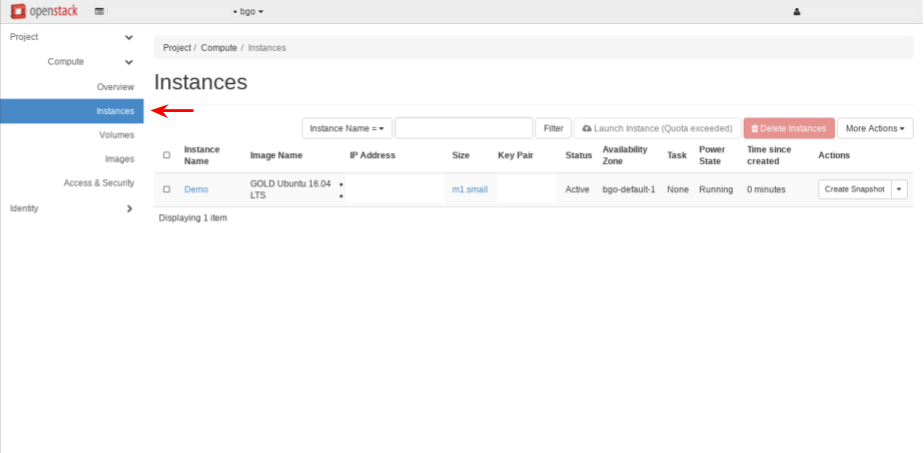 openstack
• bgo
Project
Compute
Overview
Instances
Volumes
Images
Access & Security
Identity
Project / Compute / Instances
Instances
Instance Name =
Filter
Launch Instance (Quota exceeded)
Delete Instances
More Actions
Instance Name
Image Name
IP Address
Size
Key Pair
Status
Availability Zone
Task
Power State
Time since created
Actions
Demo
GOLD Ubuntu 16.04
LTS
m1.small
Active
bgo-default-1
None
Running
0 minutes
Create Snapshot
Displaying 1 item